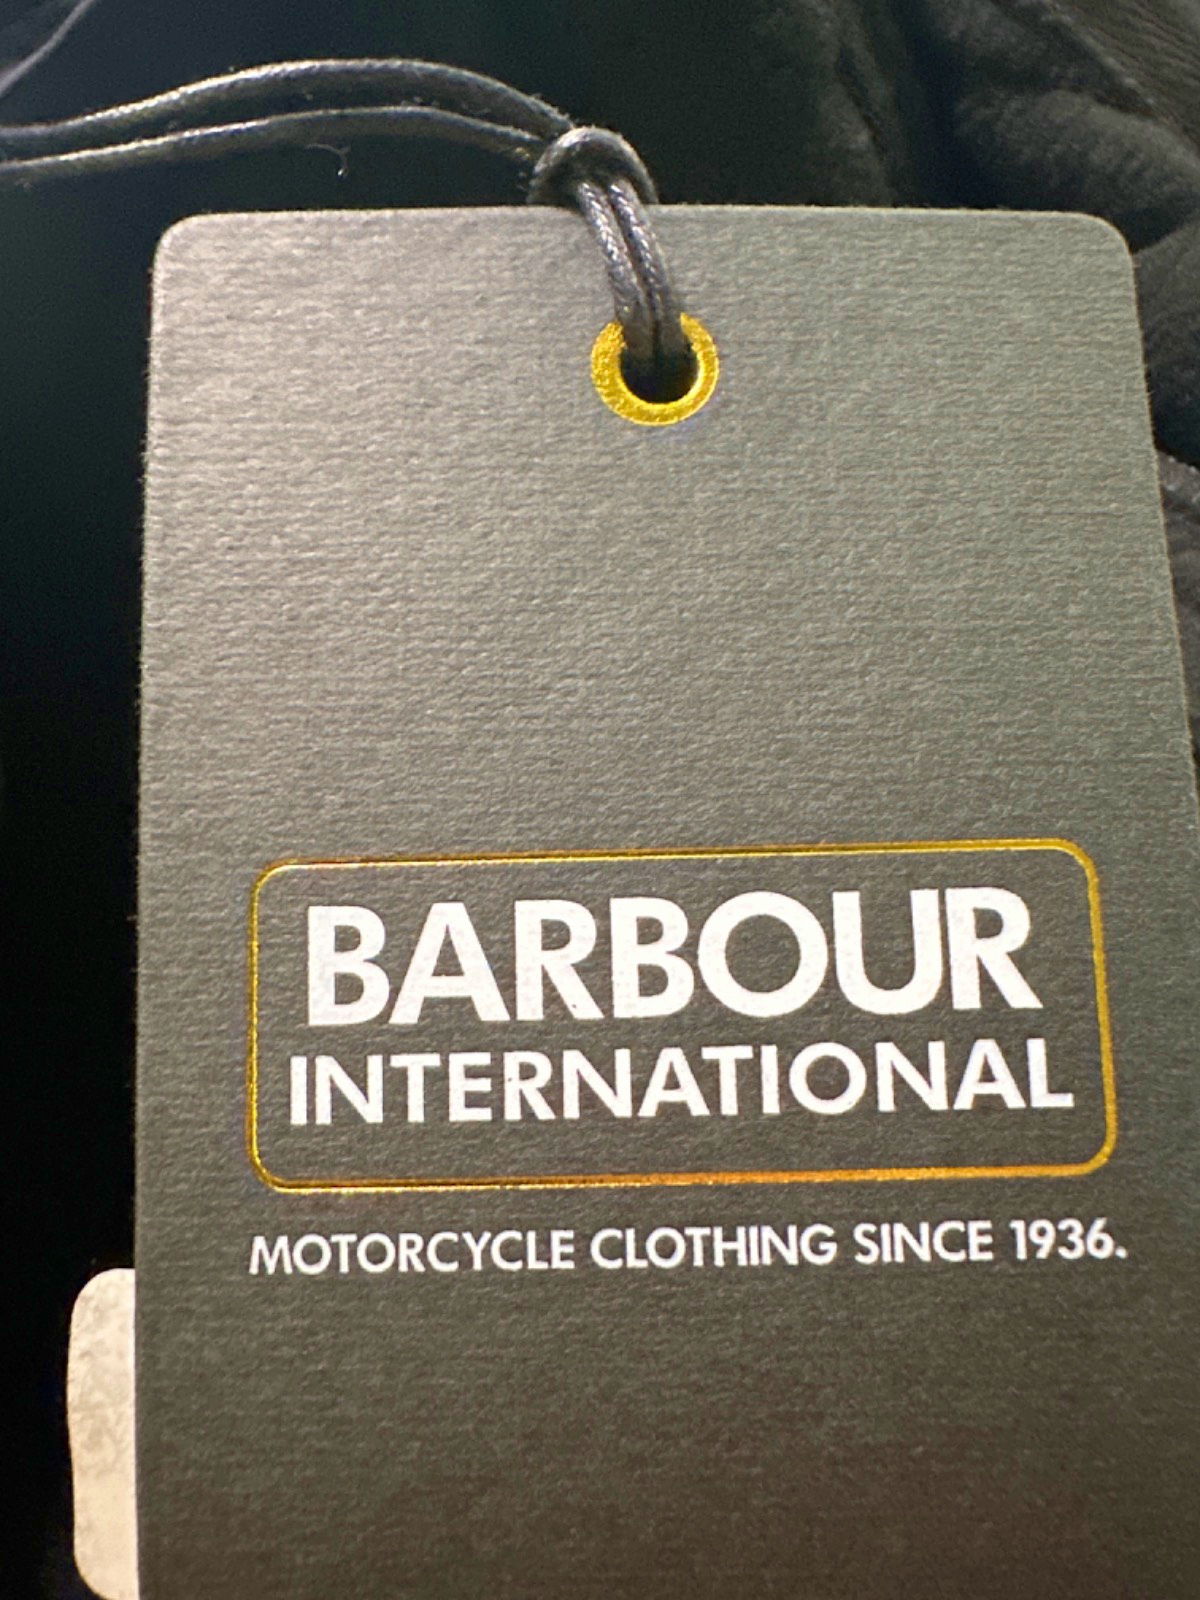 BARBOUR
INTERNATIONAL
MOTORCYCLE CLOTHING SINCE 1936.